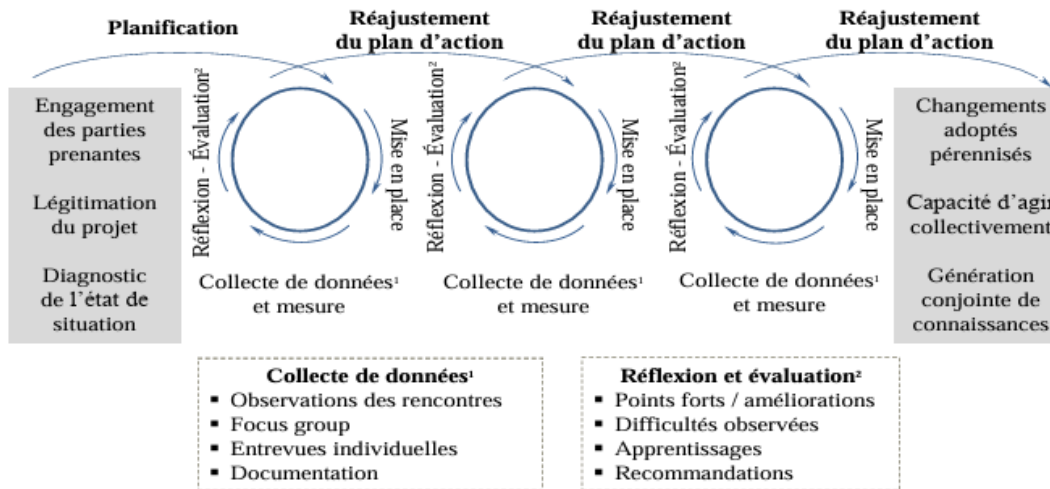 Planification
Réajustement
du plan d’action
Réajustement
du plan d’action
Réajustement
du plan d’action
Engagement
des parties
prenantes
Légitimation
du projet
Diagnostic
de l’état de
situation
Réflexion - Évaluation²
Mise en place
Collecte de données¹
et mesure
Réflexion - Évaluation²
Mise en place
Collecte de données¹
et mesure
Réflexion - Évaluation²
Mise en place
Collecte de données¹
et mesure
Changements
adoptés
pérennisés
Capacité d’agir
collectivement
Génération
conjointe de
connaissances
Collecte de données¹
▪ Observations des rencontres
▪ Focus group
▪ Entrevues individuelles
▪ Documentation
Réflexion et évaluation²
▪ Points forts / améliorations
▪ Difficultés observées
▪ Apprentissages
▪ Recommandations